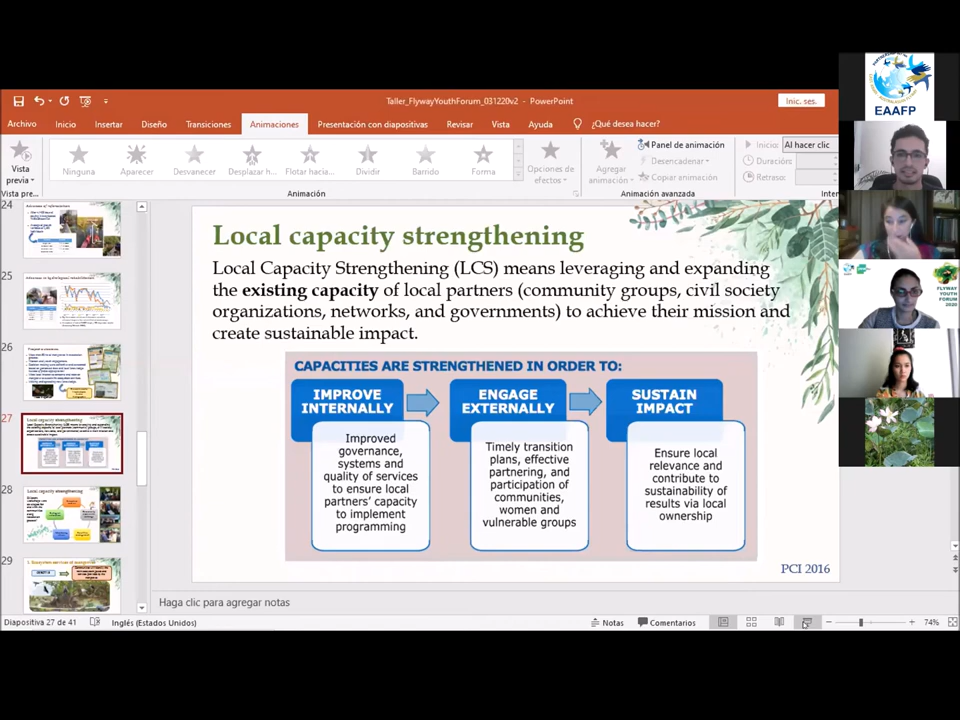 Taller_FlywayYouthForum_031220v2 - PowerPoint
Inic. ses.
Archivo Inicio Insertar Diseño Transiciones Animaciones Presentación con diapositivas Revisar Vista Ayuda ¿Qué desea hacer?
Vista previa
Ninguna Aparecer Desvanecer Desplaz h... Flotar hacia... Dividir Barrido Forma
Opciones de efectos
Agregar animación
Panel de animación
Desencadenar
Copiar animación
Inicio: Al hacer clic
Duración:
Retraso:
Vista pre...
Animación
Animación avanzada
Inter
24
25
26
27
28
29
Local capacity strengthening
Local Capacity Strengthening (LCS) means leveraging and expanding
the existing capacity of local partners (community groups, civil society
organizations, networks, and governments) to achieve their mission and
create sustainable impact.
CAPACITIES ARE STRENGTHENED IN ORDER TO:
IMPROVE
INTERNALLY
Improved
governance,
systems and
quality of services
to ensure local
partners' capacity
to implement
programming
ENGAGE
EXTERNALLY
Timely transition
plans, effective
partnering, and
participation of
communities,
women and
vulnerable groups
SUSTAIN
IMPACT
Ensure local
relevance and
contribute to
sustainability of
results via local
ownership
PCI 2016
Haga clic para agregar notas
Diapositiva 27 de 41 Inglés (Estados Unidos) Notas Comentarios 74%
EAAFP
FLYWAY
YOUTH
FORUM
2020